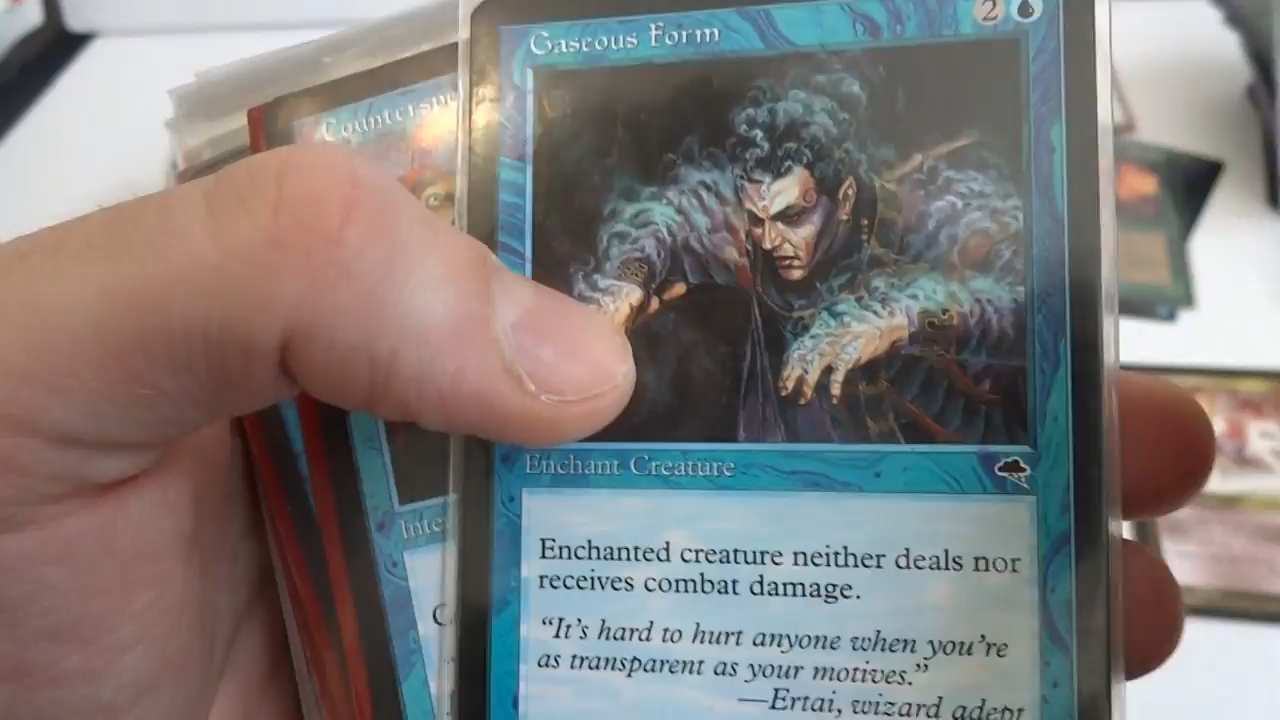 Gaseous Form
2
Counterspe
Enchant Creature
Inte
Enchanted creature neither deals nor
receives combat damage.
C
"It's hard to hurt anyone when you're
as transparent as your motives."
—Ertai, wizard adept